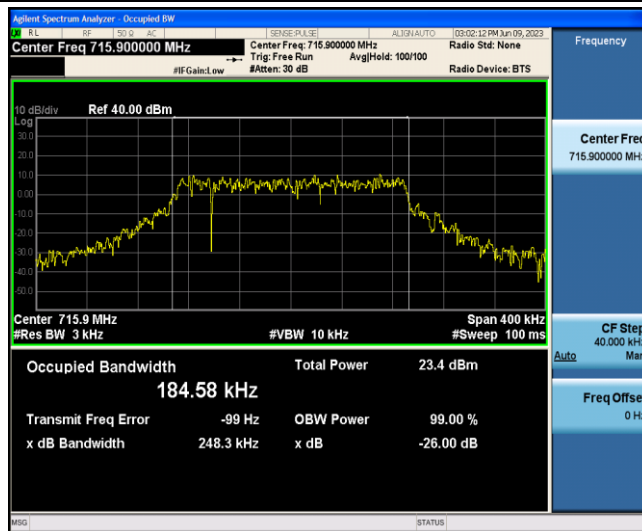 Agilent Spectrum Analyzer - Occupied BW
RL RF 50 Ω AC SENSE:PULSE ALIGN AUTO 03:02:12 PM Jun 09, 2023
Center Freq 715.900000 MHz
Center Freq: 715.900000 MHz
Radio Std: None
Trig: Free Run Avg|Hold: 100/100
#IFGain:Low
#Atten: 30 dB
Radio Device: BTS
10 dB/div Ref 40.00 dBm
Log
30.0
20.0
10.0
0.00
-10.0
-20.0
-30.0
-40.0
-50.0
Center 715.9 MHz Span 400 kHz
#Res BW 3 kHz #VBW 10 kHz #Sweep 100 ms
Occupied Bandwidth
184.58 kHz
Total Power 23.4 dBm
Transmit Freq Error -99 Hz OBW Power 99.00 %
x dB Bandwidth 248.3 kHz x dB -26.00 dB
Frequency
Center Freq
715.900000 MHz
CF Step
40.000 kHz
Auto Man
Freq Offset
0 Hz
MSG STATUS